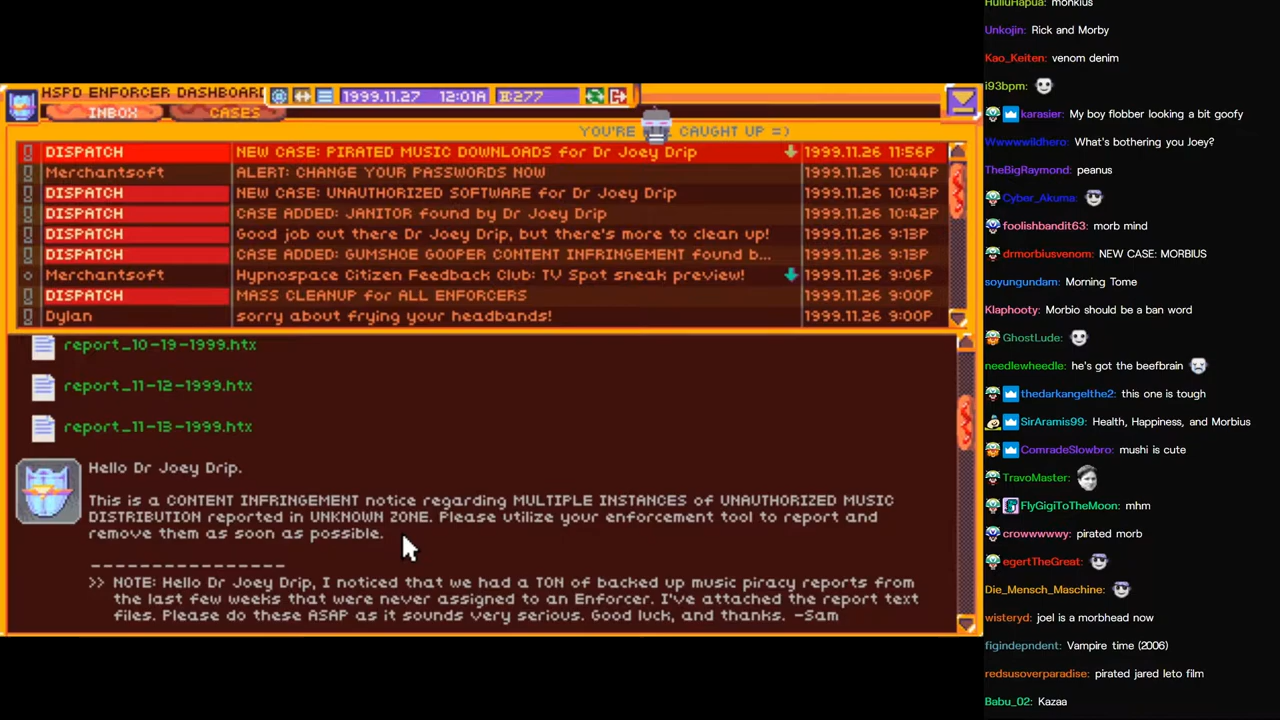 HSPD ENFORCER DASHBOARD
1999.11.27 12:01A
277
INBOX
CASES
YOU'RE CAUGHT UP =)
DISPATCH NEW CASE: PIRATED MUSIC DOWNLOADS for Dr Joey Drip 1999.11.26 11:56P
Merchantsoft ALERT: CHANGE YOUR PASSWORDS NOW 1999.11.26 10:44P
DISPATCH NEW CASE: UNAUTHORIZED SOFTWARE for Dr Joey Drip 1999.11.26 10:43P
DISPATCH CASE ADDED: JANITOR found by Dr Joey Drip 1999.11.26 10:42P
DISPATCH Good job out there Dr Joey Drip, but there's more to clean up! 1999.11.26 9:13P
DISPATCH CASE ADDED: GUMSHOE GOOPER CONTENT INFRINGEMENT found b... 1999.11.26 9:13P
Merchantsoft Hypnospace Citizen Feedback Club: TV Spot sneak preview! 1999.11.26 9:06P
DISPATCH MASS CLEANUP for ALL ENFORCERS 1999.11.26 9:00P
Dylan sorry about frying your headbands! 1999.11.26 9:00P
report_10-19-1999.htx
report_11-12-1999.htx
report_11-13-1999.htx
Hello Dr Joey Drip.
This is a CONTENT INFRINGEMENT notice regarding MULTIPLE INSTANCES of UNAUTHORIZED MUSIC
DISTRIBUTION reported in UNKNOWN ZONE. Please utilize your enforcement tool to report and
remove them as soon as possible.
----------------
>> NOTE: Hello Dr Joey Drip, I noticed that we had a TON of backed up music piracy reports from
the last few weeks that were never assigned to an Enforcer. I've attached the report text
files. Please do these ASAP as it sounds very serious. Good luck, and thanks. -Sam
HuliuHapua: monkius
Unkojin: Rick and Morby
Kao_Keiten: venom denim
i93bpm:
karasier: My boy flobber looking a bit goofy
Wwwwwildhero: What's bothering you Joey?
TheBigRaymond: peanus
Cyber_Akuma:
foolishbandit63: morb mind
drmorbiusvenom: NEW CASE: MORBIUS
soyungundam: Morning Tome
Klaphooty: Morbio should be a ban word
GhostLude:
needlewheedle: he's got the beefbrain
thedarkangelthe2: this one is tough
SirAramis99: Health, Happiness, and Morbius
ComradeSlowbro: mushi is cute
TravoMaster:
FlyGigiToTheMoon: mhm
crowwwwwy: pirated morb
egertTheGreat:
Die_Mensch_Maschine:
wisteryd: joel is a morbhead now
figindepndent: Vampire time (2006)
redsusoverparadise: pirated jared leto film
Babu_02: Kazaa